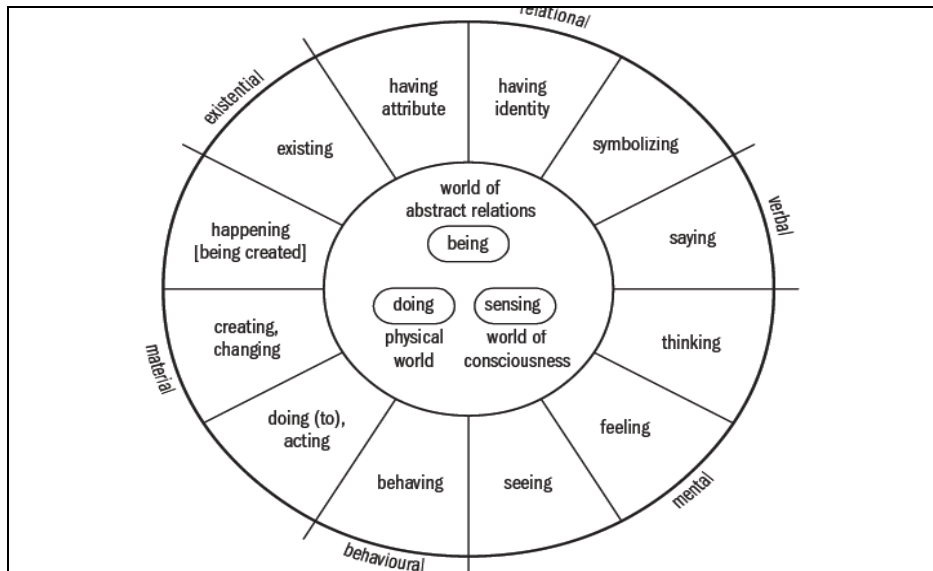 relational
existential
having
attribute
having
identity
existing
symbolizing
world of
abstract relations
being
verbal
happening
[being created]
saying
doing
sensing
physical
world
world of
consciousness
creating,
changing
thinking
material
doing (to),
acting
feeling
behaving
seeing
mental
behavioural